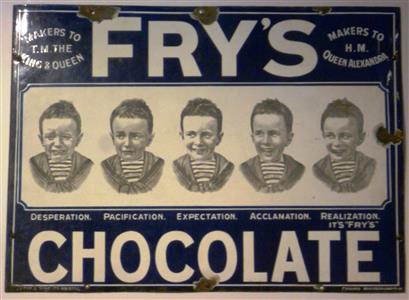 FRY'S
MAKERS TO
T.M. THE
KING & QUEEN
MAKERS TO
H.M.
QUEEN ALEXANDRA
DESPERATION. PACIFICATION. EXPECTATION. ACCLAMATION. REALIZATION.
IT'S "FRY'S"
CHOCOLATE